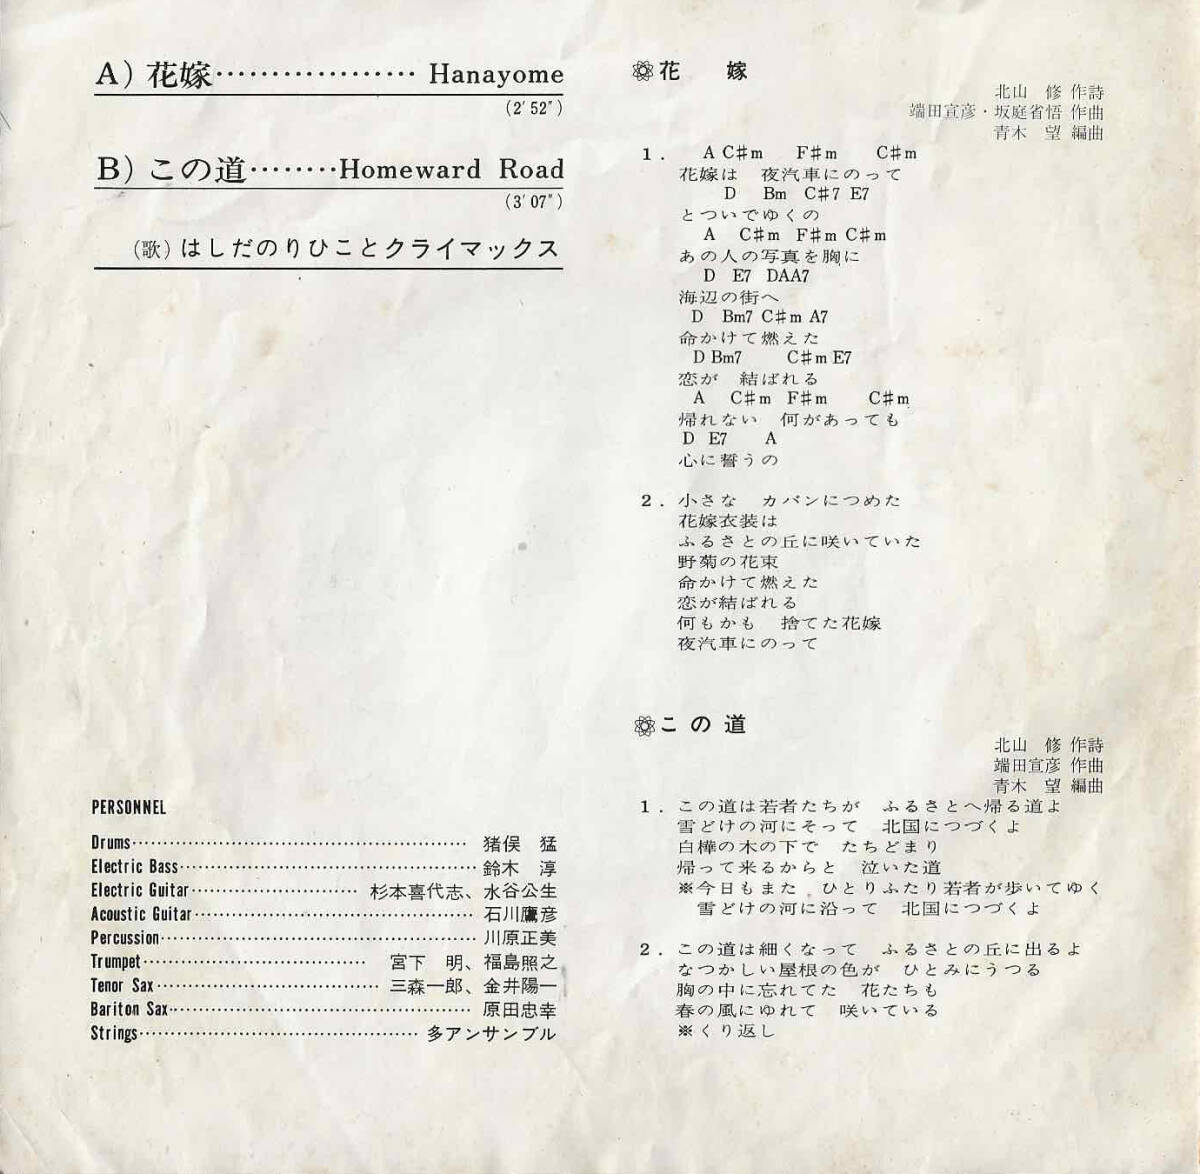 A) 花嫁……………… Hanayome
(2′52″)
B) この道………Homeward Road
(3′07″)
(歌) はしだのりひことクライマックス
PERSONNEL
Drums……………………………………猪俣 猛
Electric Bass……………………………鈴木 淳
Electric Guitar………………杉本喜代志、水谷公生
Acoustic Guitar…………………………石川鷹彦
Percussion………………………………川原正美
Trumpet……………………宮下 明、福島照之
Tenor Sax……………………三森一郎、金井陽一
Bariton Sax………………………………原田忠幸
Strings…………………………多アンサンブル
花 嫁
北山 修 作詩
端田宣彦・坂庭省悟 作曲
青木 望 編曲
1. A C♯m F♯m C♯m
花嫁は 夜汽車にのって
D Bm C♯7 E7
とついでゆくの
A C♯m F♯m C♯m
あの人の写真を胸に
D E7 DAA7
海辺の街へ
D Bm7 C♯m A7
命かけて燃えた
D Bm7 C♯m E7
恋が 結ばれる
A C♯m F♯m C♯m
帰れない 何があっても
D E7 A
心に誓うの
2. 小さな カバンにつめた
花嫁衣装は
ふるさとの丘に咲いていた
野菊の花束
命かけて燃えた
恋が結ばれる
何もかも 捨てた花嫁
夜汽車にのって
この道
北山 修 作詩
端田宣彦 作曲
青木 望 編曲
1. この道は若者たちが ふるさとへ帰る道よ
雪どけの河にそって 北国につづくよ
白樺の木の下で たちどまり
帰って来るからと 泣いた道
※今日もまた ひとりふたり若者が歩いてゆく
雪どけの河に沿って 北国につづくよ
2. この道は細くなって ふるさとの丘に出るよ
なつかしい屋根の色が ひとみにうつる
胸の中に忘れてた 花たちも
春の風にゆれて 咲いている
※くり返し